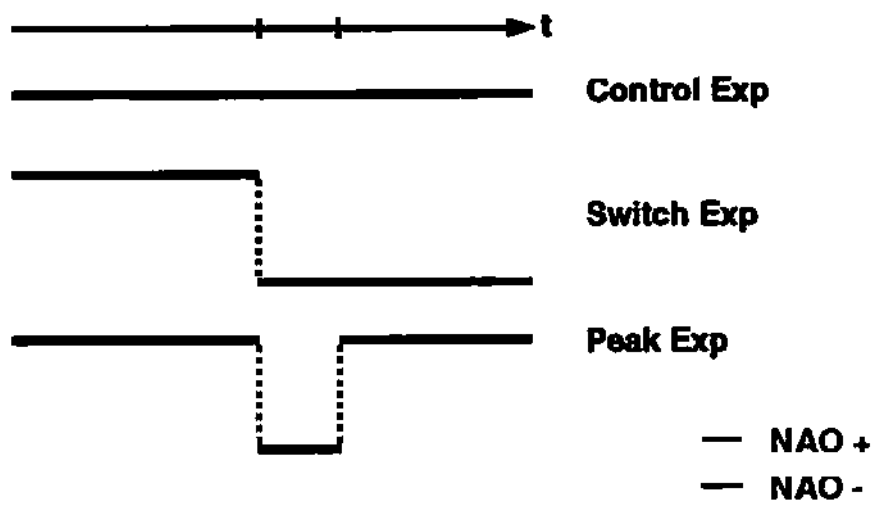 t
Control Exp
Switch Exp
Peak Exp
NAO +
NAO -